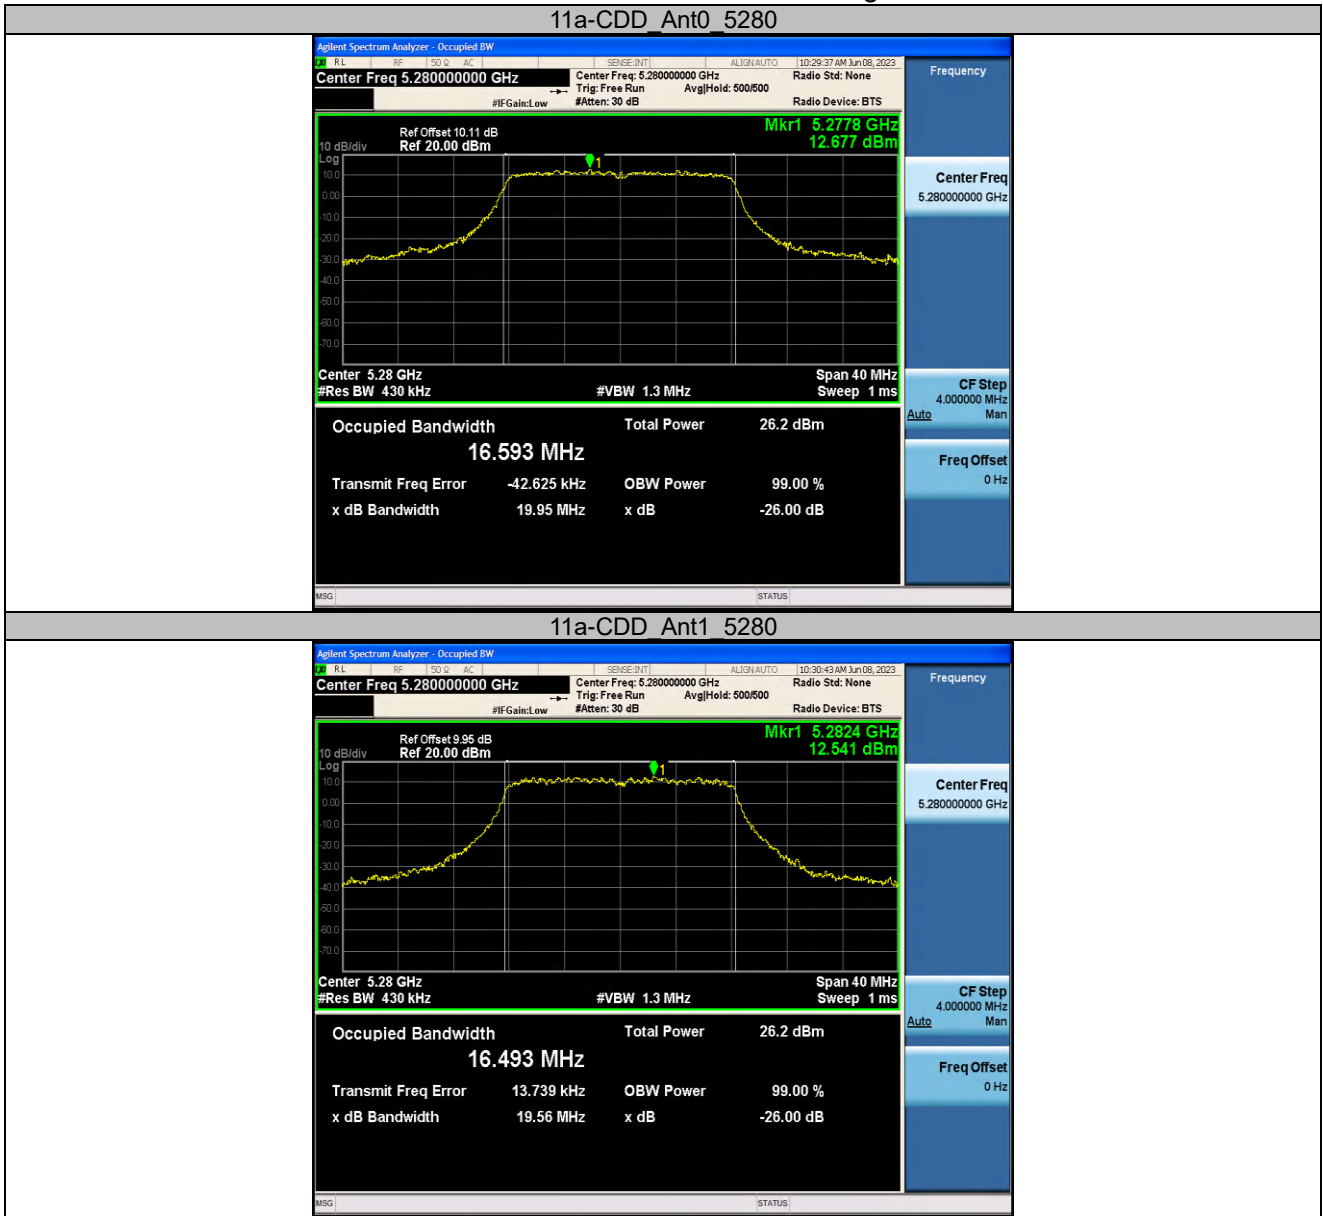 11a-CDD_Ant0_5280
Agilent Spectrum Analyzer - Occupied BW
RL RF 50 Ω AC SENSE:INT ALIGN AUTO 10:29:37 AM Jun 08, 2023
Center Freq 5.280000000 GHz
Center Freq: 5.280000000 GHz
Radio Std: None
Trig: Free Run Avg|Hold: 500/500
#IFGain:Low
#Atten: 30 dB
Radio Device: BTS
Frequency
Mkr1 5.2778 GHz
12.677 dBm
Ref Offset 10.11 dB
10 dB/div Ref 20.00 dBm
Log
1
10.0
0.00
-10.0
-20.0
-30.0
-40.0
-50.0
-60.0
-70.0
Center Freq
5.280000000 GHz
Center 5.28 GHz Span 40 MHz
#Res BW 430 kHz #VBW 1.3 MHz Sweep 1 ms
CF Step
4.000000 MHz
Auto Man
Occupied Bandwidth Total Power 26.2 dBm
16.593 MHz
Transmit Freq Error -42.625 kHz OBW Power 99.00 %
x dB Bandwidth 19.95 MHz x dB -26.00 dB
Freq Offset
0 Hz
MSG STATUS
11a-CDD_Ant1_5280
Agilent Spectrum Analyzer - Occupied BW
RL RF 50 Ω AC SENSE:INT ALIGN AUTO 10:30:43 AM Jun 08, 2023
Center Freq 5.280000000 GHz
Center Freq: 5.280000000 GHz
Radio Std: None
Trig: Free Run Avg|Hold: 500/500
#IFGain:Low
#Atten: 30 dB
Radio Device: BTS
Frequency
Mkr1 5.2824 GHz
12.541 dBm
Ref Offset 9.95 dB
10 dB/div Ref 20.00 dBm
Log
1
10.0
0.00
-10.0
-20.0
-30.0
-40.0
-50.0
-60.0
-70.0
Center Freq
5.280000000 GHz
Center 5.28 GHz Span 40 MHz
#Res BW 430 kHz #VBW 1.3 MHz Sweep 1 ms
CF Step
4.000000 MHz
Auto Man
Occupied Bandwidth Total Power 26.2 dBm
16.493 MHz
Transmit Freq Error 13.739 kHz OBW Power 99.00 %
x dB Bandwidth 19.56 MHz x dB -26.00 dB
Freq Offset
0 Hz
MSG STATUS